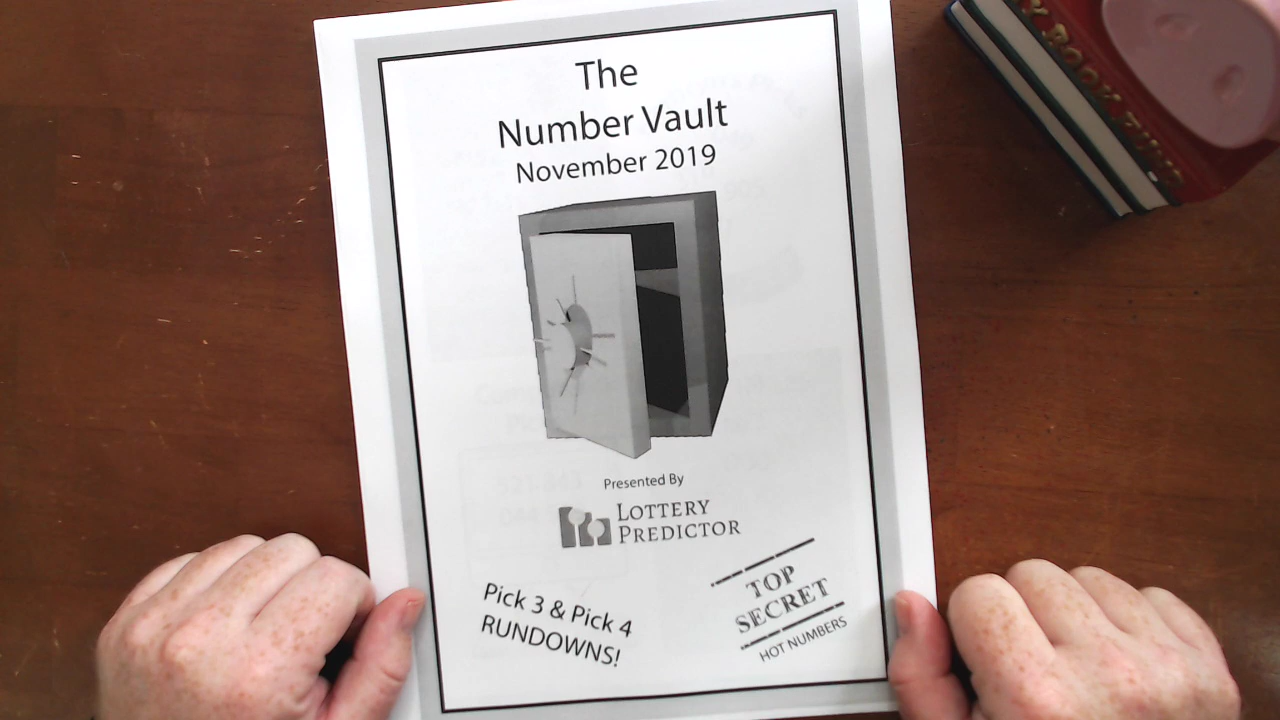 The
Number Vault
November 2019
Presented By
LOTTERY
PREDICTOR
Pick 3 & Pick 4
RUNDOWNS!
TOP
SECRET
HOT NUMBERS